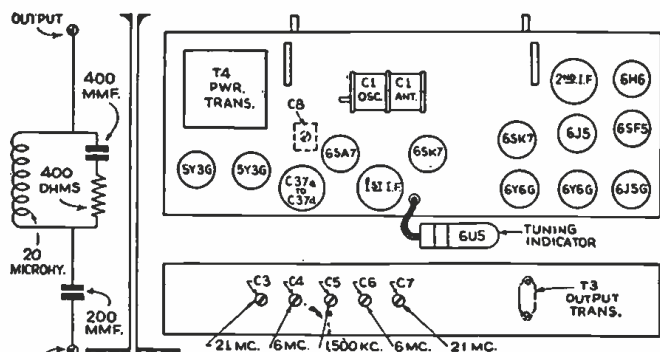 OUTPUT
400
MMF.
400
OHMS
20
MICROHY.
200
MMF.
T4
PWR.
TRANS.
C8
C1
OSC.
C1
ANT.
2ND I.F.
6H6
6SK7
6J5
6SF5
5Y3G
5Y3G
C37a
TO
C37d
6SA7
1ST I.F.
6SK7
6Y6G
6Y6G
6J5G
6U5
TUNING
INDICATOR
C3
C4
C5
C6
C7
T3
OUTPUT
TRANS.
21 MC.
6 MC.
1,500 KC.
6 MC.
21 MC.